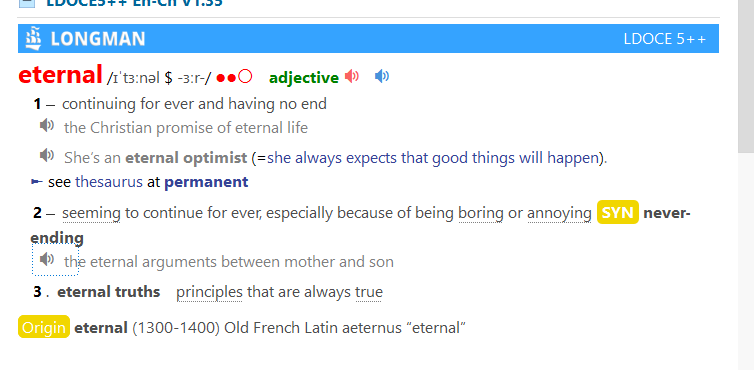 LDOCE5++ En-Cn V1.35
LONGMAN LDOCE 5++
eternal /ɪˈtɜːnəl $ -ɜːr-/ ●●○ adjective
1 – continuing for ever and having no end
the Christian promise of eternal life
She’s an eternal optimist (=she always expects that good things will happen).
► see thesaurus at permanent
2 – seeming to continue for ever, especially because of being boring or annoying SYN never-
ending
the eternal arguments between mother and son
3 . eternal truths principles that are always true
Origin eternal (1300-1400) Old French Latin aeternus “eternal”